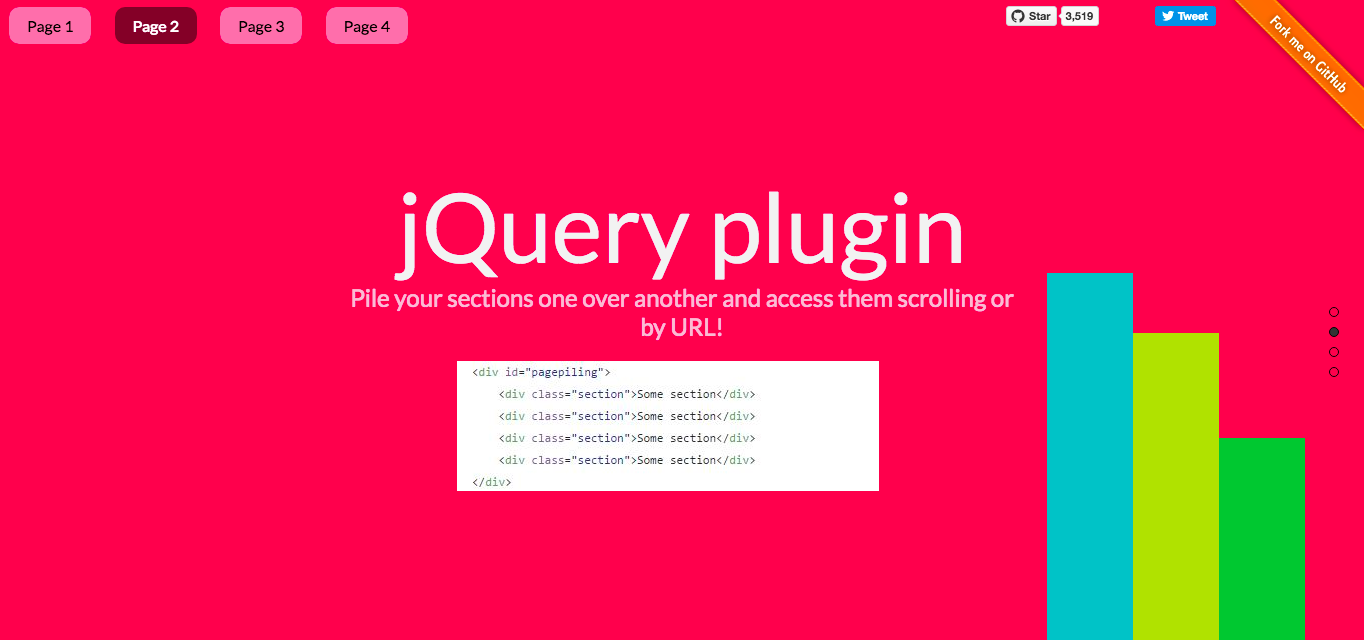 Page 1
Page 2
Page 3
Page 4
Star
3,519
Tweet
Fork me on GitHub
jQuery plugin
Pile your sections one over another and access them scrolling or
by URL!
<div id="pagepiling">
    <div class="section">Some section</div>
    <div class="section">Some section</div>
    <div class="section">Some section</div>
    <div class="section">Some section</div>
</div>